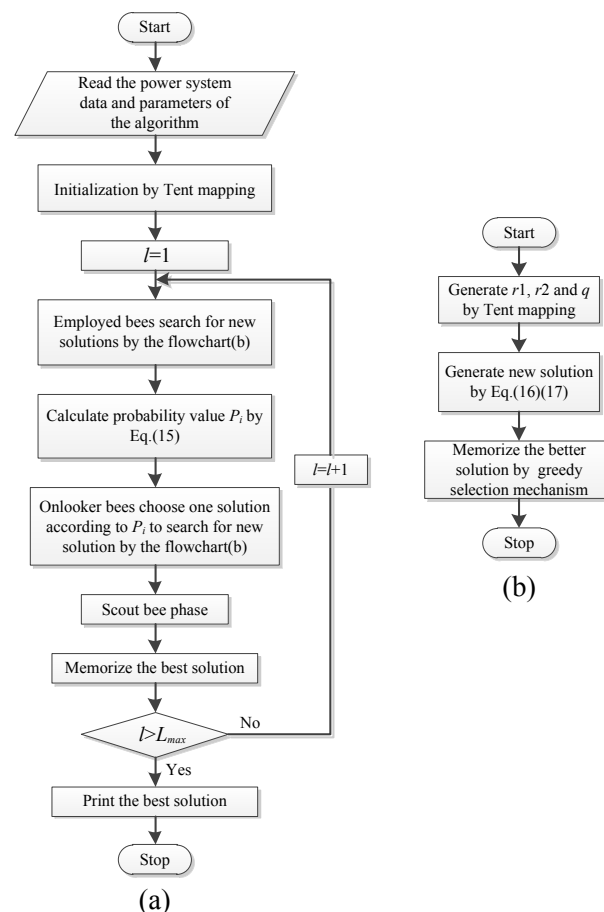 Start
Read the power system
data and parameters of
the algorithm
Initialization by Tent mapping
l=1
Employed bees search for new
solutions by the flowchart(b)
Calculate probability value Pi by
Eq.(15)
l=l+1
Onlooker bees choose one solution
according to Pi to search for new
solution by the flowchart(b)
Scout bee phase
Memorize the best solution
l>Lmax
No
Yes
Print the best solution
Stop
(a)
Start
Generate r1, r2 and q
by Tent mapping
Generate new solution
by Eq.(16)(17)
Memorize the better
solution by greedy
selection mechanism
Stop
(b)